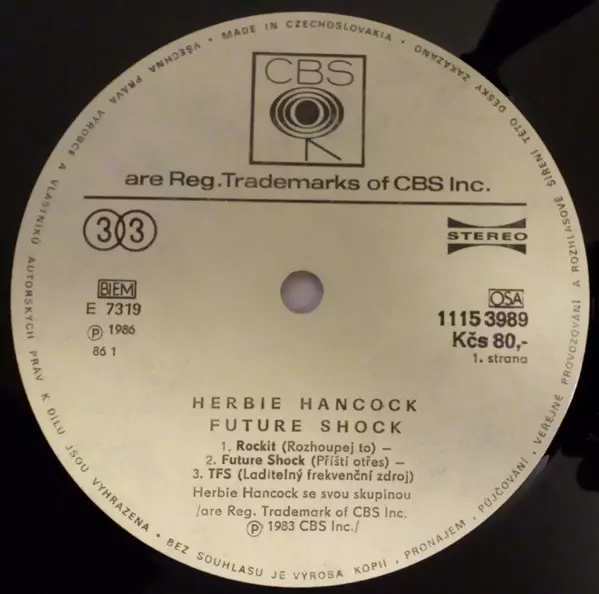 VŠECHNA PRÁVA VÝROBCE A VLASTNÍKŮ AUTORSKÝCH PRÁV K DÍLU JSOU VYHRAZENA • BEZ SOUHLASU JE VÝROBA KOPIÍ • PRONÁJEM • PŮJČOVÁNÍ • VEŘEJNÉ PROVOZOVÁNÍ A ROZHLASOVÉ ŠÍŘENÍ TÉTO DESKY ZAKÁZÁNO • MADE IN CZECHOSLOVAKIA •
CBS
are Reg.Trademarks of CBS Inc.
33
STEREO
BIEM
E 7319
℗ 1986
86 1
OSA
1115 3989
Kčs 80,-
1. strana
HERBIE HANCOCK
FUTURE SHOCK
1. Rockit (Rozhoupej to) —
2. Future Shock (Příští otřes) —
3. TFS (Laditelný frekvenční zdroj)
Herbie Hancock se svou skupinou
/are Reg. Trademark of CBS Inc.
℗ 1983 CBS Inc./